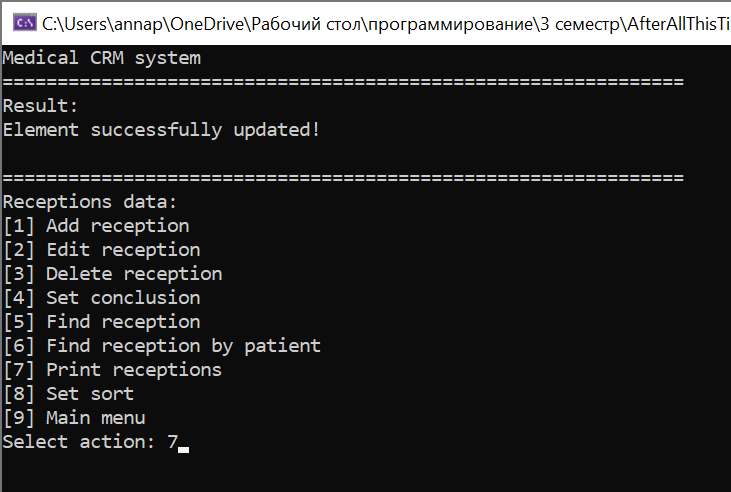 C:\Users\annap\OneDrive\Рабочий стол\программирование\3 семестр\AfterAllThisTi
Medical CRM system
==============================================================
Result:
Element successfully updated!
==============================================================
Receptions data:
[1] Add reception
[2] Edit reception
[3] Delete reception
[4] Set conclusion
[5] Find reception
[6] Find reception by patient
[7] Print receptions
[8] Set sort
[9] Main menu
Select action: 7